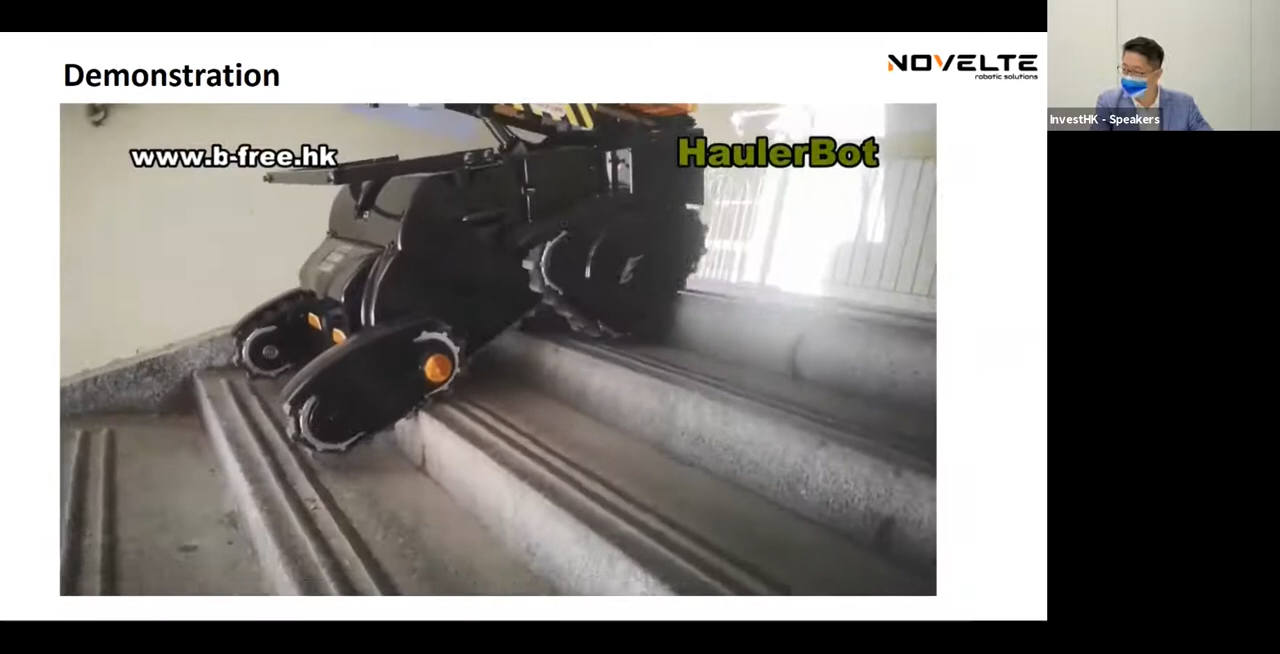 Demonstration
NOVELTE
robotic solutions
www.b-free.hk
HaulerBot
InvestHK - Speakers